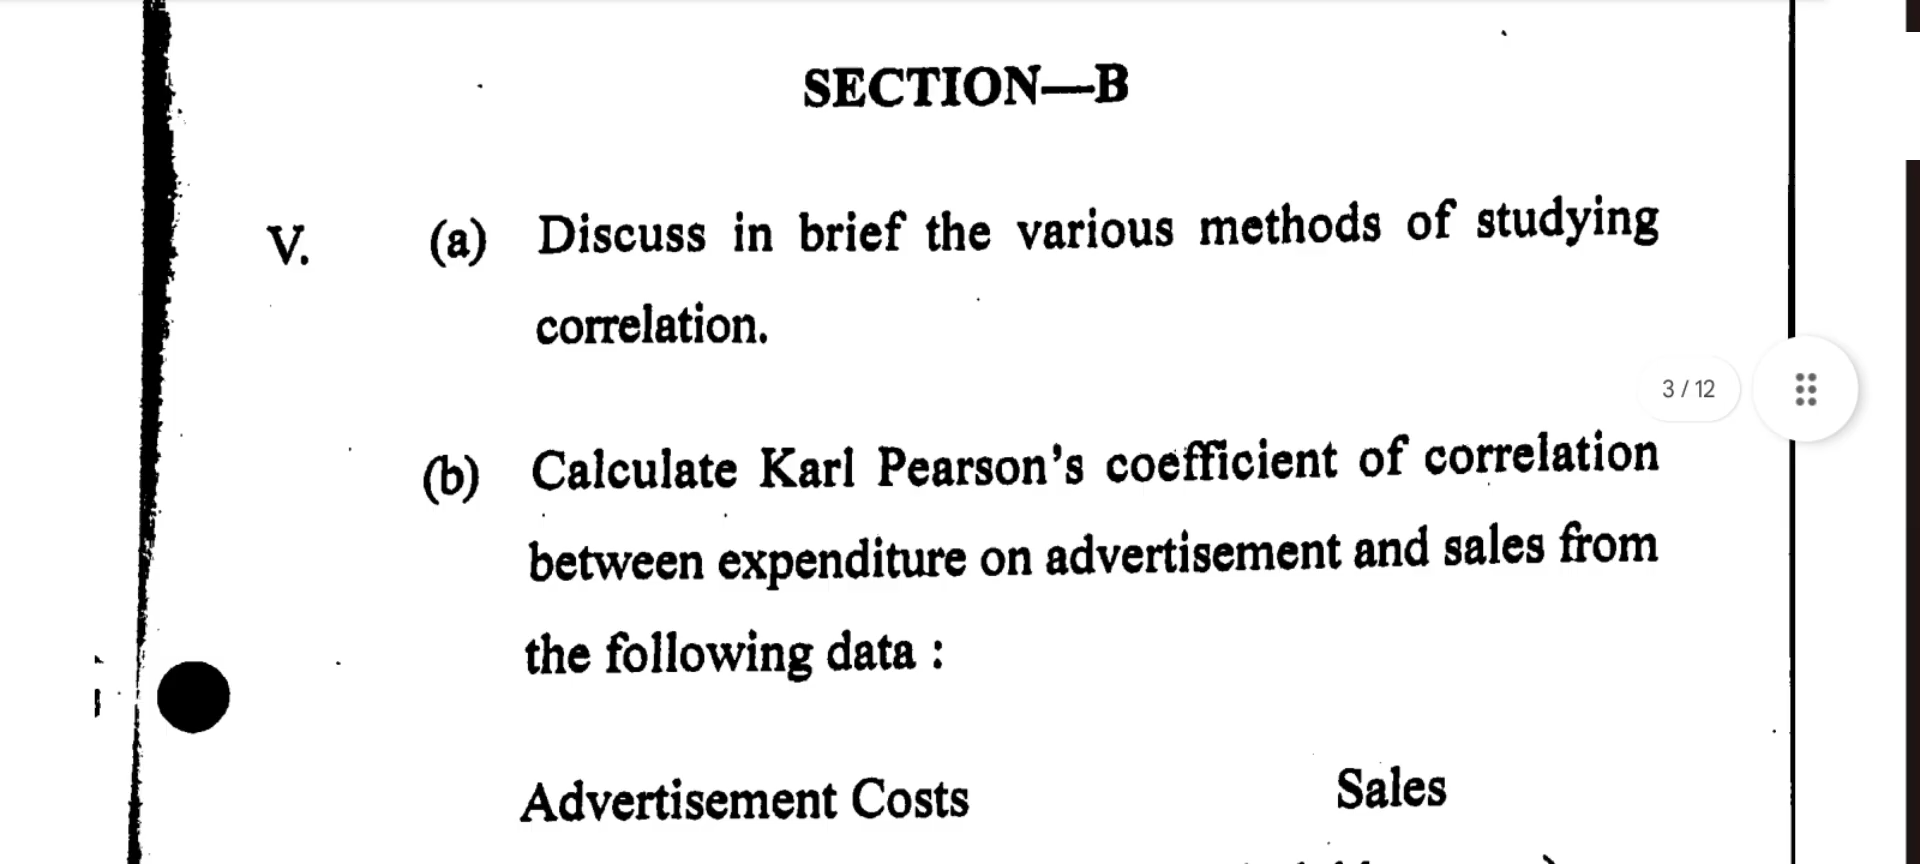 SECTION—B
V. (a) Discuss in brief the various methods of studying
correlation.
3 / 12
(b) Calculate Karl Pearson's coefficient of correlation
between expenditure on advertisement and sales from
the following data :
Advertisement Costs Sales